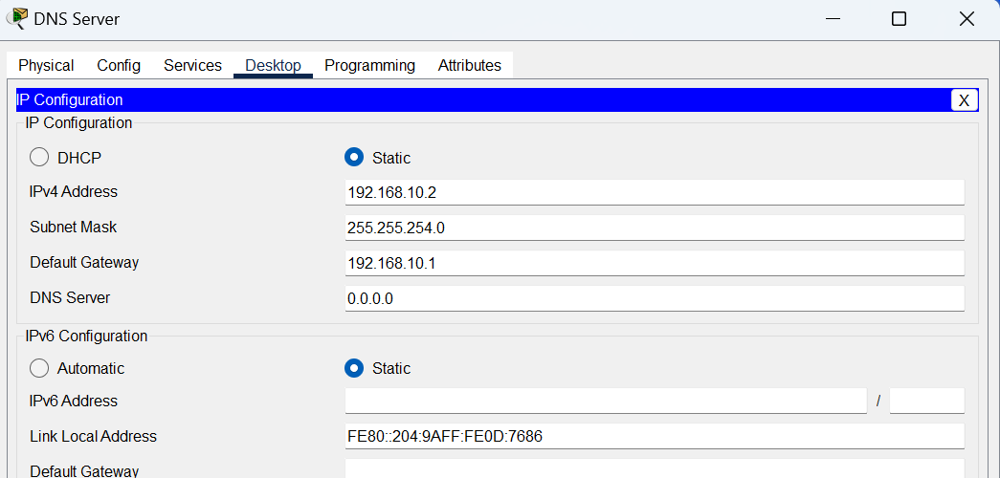 DNS Server
Physical Config Services Desktop Programming Attributes
IP Configuration X
IP Configuration
DHCP Static
IPv4 Address 192.168.10.2
Subnet Mask 255.255.254.0
Default Gateway 192.168.10.1
DNS Server 0.0.0.0
IPv6 Configuration
Automatic Static
IPv6 Address /
Link Local Address FE80::204:9AFF:FE0D:7686
Default Gateway